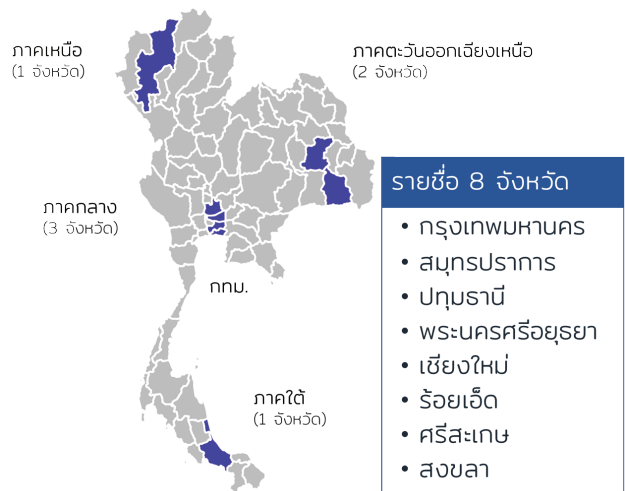 ภาคเหนือ
(1 จังหวัด)
ภาคตะวันออกเฉียงเหนือ
(2 จังหวัด)
ภาคกลาง
(3 จังหวัด)
กทม.
ภาคใต้
(1 จังหวัด)
รายชื่อ 8 จังหวัด
• กรุงเทพมหานคร
• สมุทรปราการ
• ปทุมธานี
• พระนครศรีอยุธยา
• เชียงใหม่
• ร้อยเอ็ด
• ศรีสะเกษ
• สงขลา